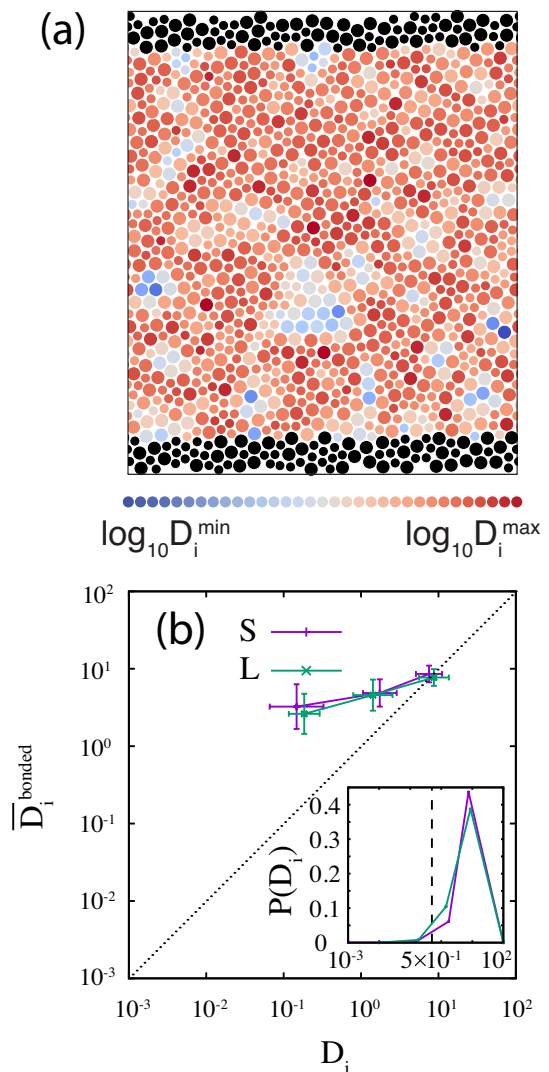 (a)
log₁₀Dᵢᵐⁱⁿ log₁₀Dᵢᵐᵃˣ
(b)
S
L
10²
10¹
10⁰
10⁻¹
10⁻²
10⁻³
D̅ᵢᵇᵒⁿᵈᵉᵈ
0.4
0.3
0.2
0.1
0
P(Dᵢ)
10⁻³ 5×10⁻¹ 10²
10⁻³ 10⁻² 10⁻¹ 10⁰ 10¹ 10²
Dᵢ